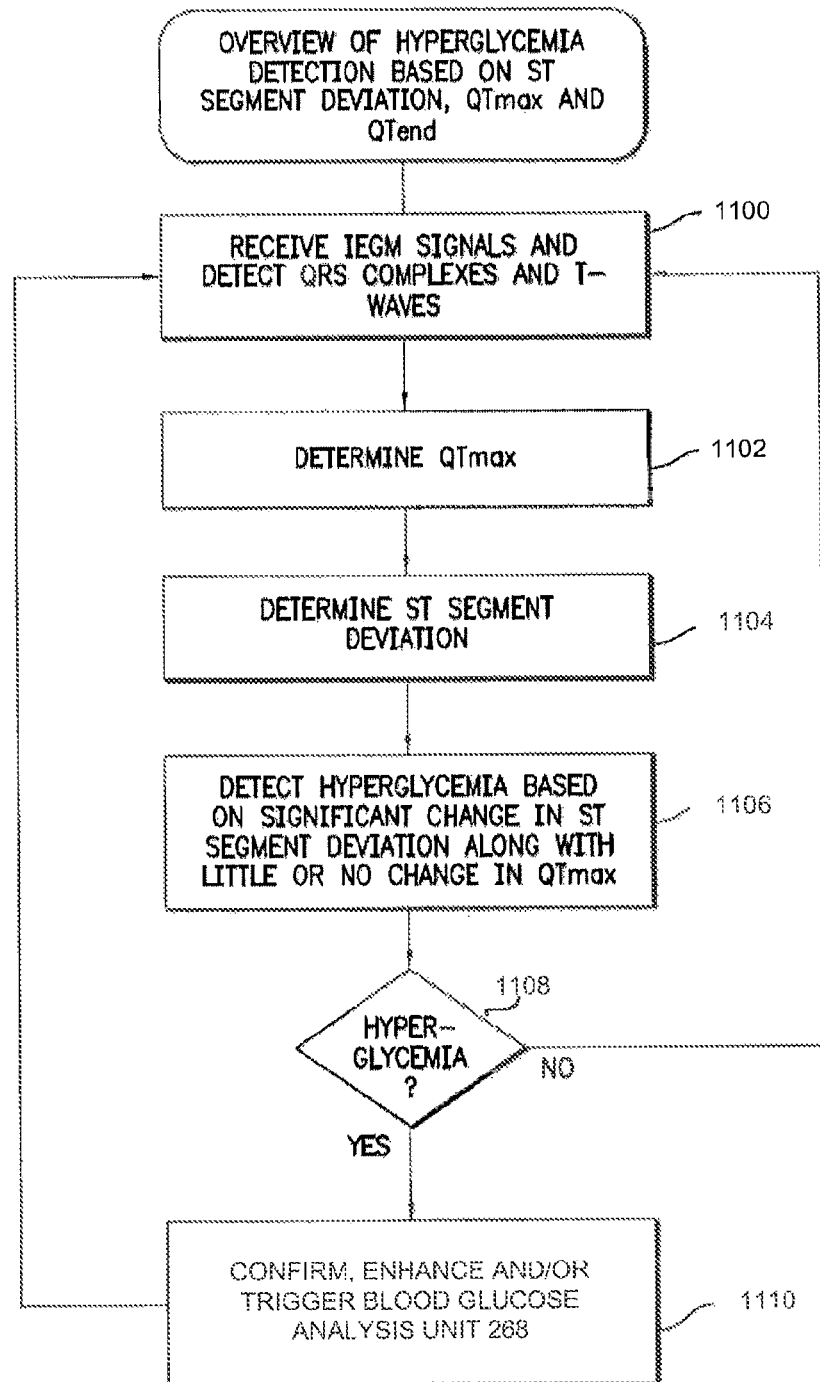 OVERVIEW OF HYPERGLYCEMIA
DETECTION BASED ON ST
SEGMENT DEVIATION, QTmax AND
QTend
1100
RECEIVE IEGM SIGNALS AND
DETECT QRS COMPLEXES AND T-
WAVES
DETERMINE QTmax
1102
DETERMINE ST SEGMENT
DEVIATION
1104
DETECT HYPERGLYCEMIA BASED
ON SIGNIFICANT CHANGE IN ST
SEGMENT DEVIATION ALONG WITH
LITTLE OR NO CHANGE IN QTmax
1106
1108
HYPER-
GLYCEMIA
?
NO
YES
CONFIRM, ENHANCE AND/OR
TRIGGER BLOOD GLUCOSE
ANALYSIS UNIT 268
1110